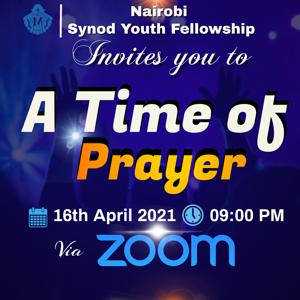 Nairobi
Synod Youth Fellowship
Invites you to
A Time of
Prayer
16th April 2021 09:00 PM
Via zoom